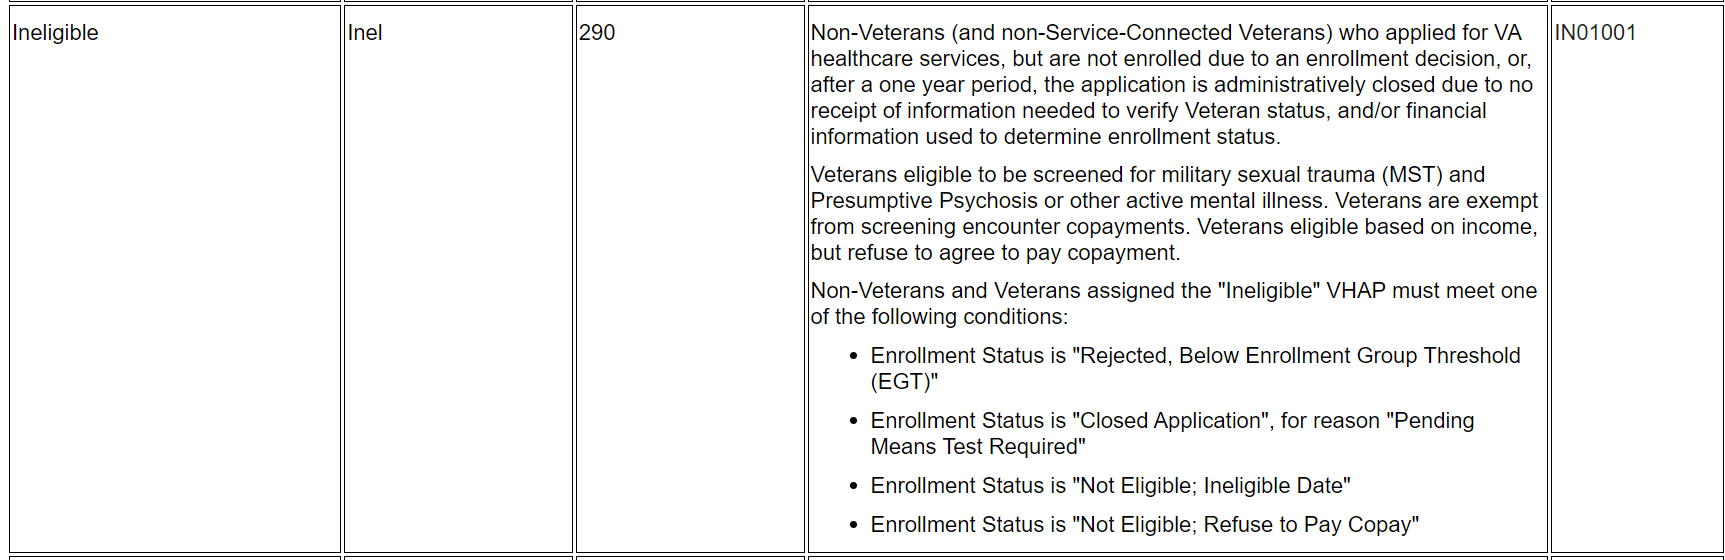 Ineligible
Inel
290
Non-Veterans (and non-Service-Connected Veterans) who applied for VA
healthcare services, but are not enrolled due to an enrollment decision, or,
after a one year period, the application is administratively closed due to no
receipt of information needed to verify Veteran status, and/or financial
information used to determine enrollment status.
Veterans eligible to be screened for military sexual trauma (MST) and
Presumptive Psychosis or other active mental illness. Veterans are exempt
from screening encounter copayments. Veterans eligible based on income,
but refuse to agree to pay copayment.
Non-Veterans and Veterans assigned the "Ineligible" VHAP must meet one
of the following conditions:
• Enrollment Status is "Rejected, Below Enrollment Group Threshold
(EGT)"
• Enrollment Status is "Closed Application", for reason "Pending
Means Test Required"
• Enrollment Status is "Not Eligible; Ineligible Date"
• Enrollment Status is "Not Eligible; Refuse to Pay Copay"
IN01001